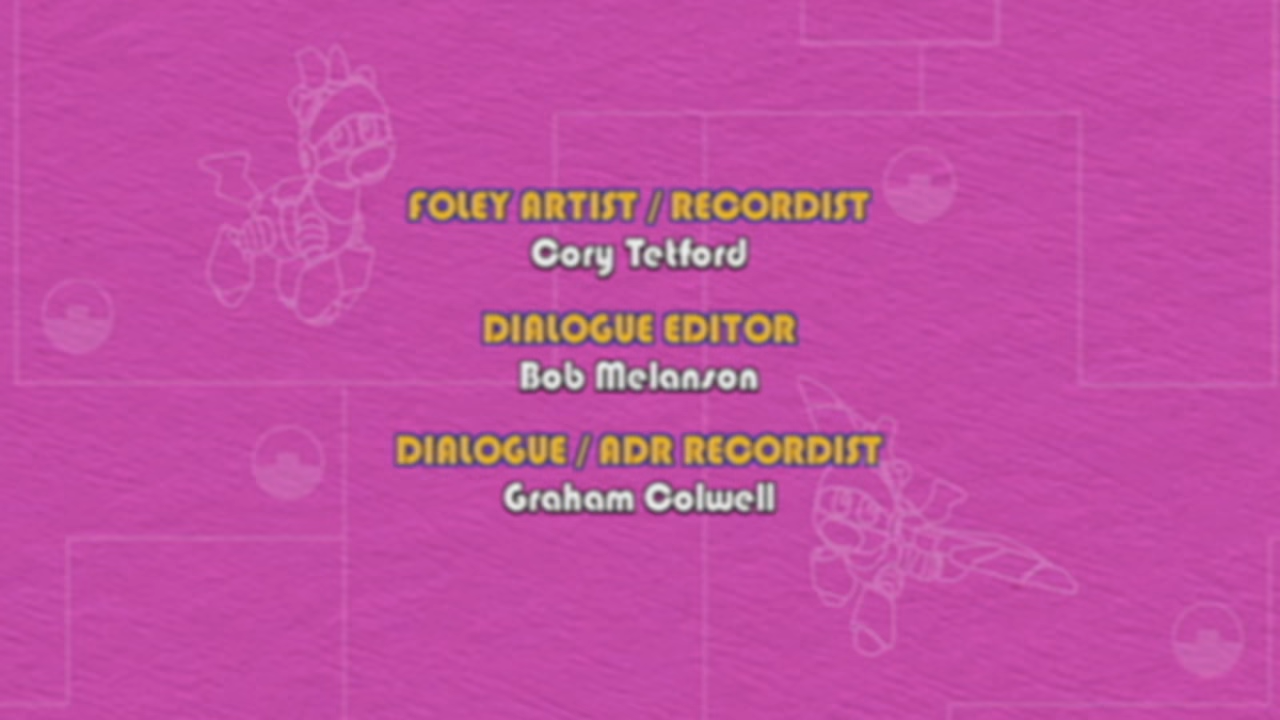 FOLEY ARTIST / RECORDIST
Cory Tetford
DIALOGUE EDITOR
Bob Melanson
DIALOGUE / ADR RECORDIST
Graham Colwell